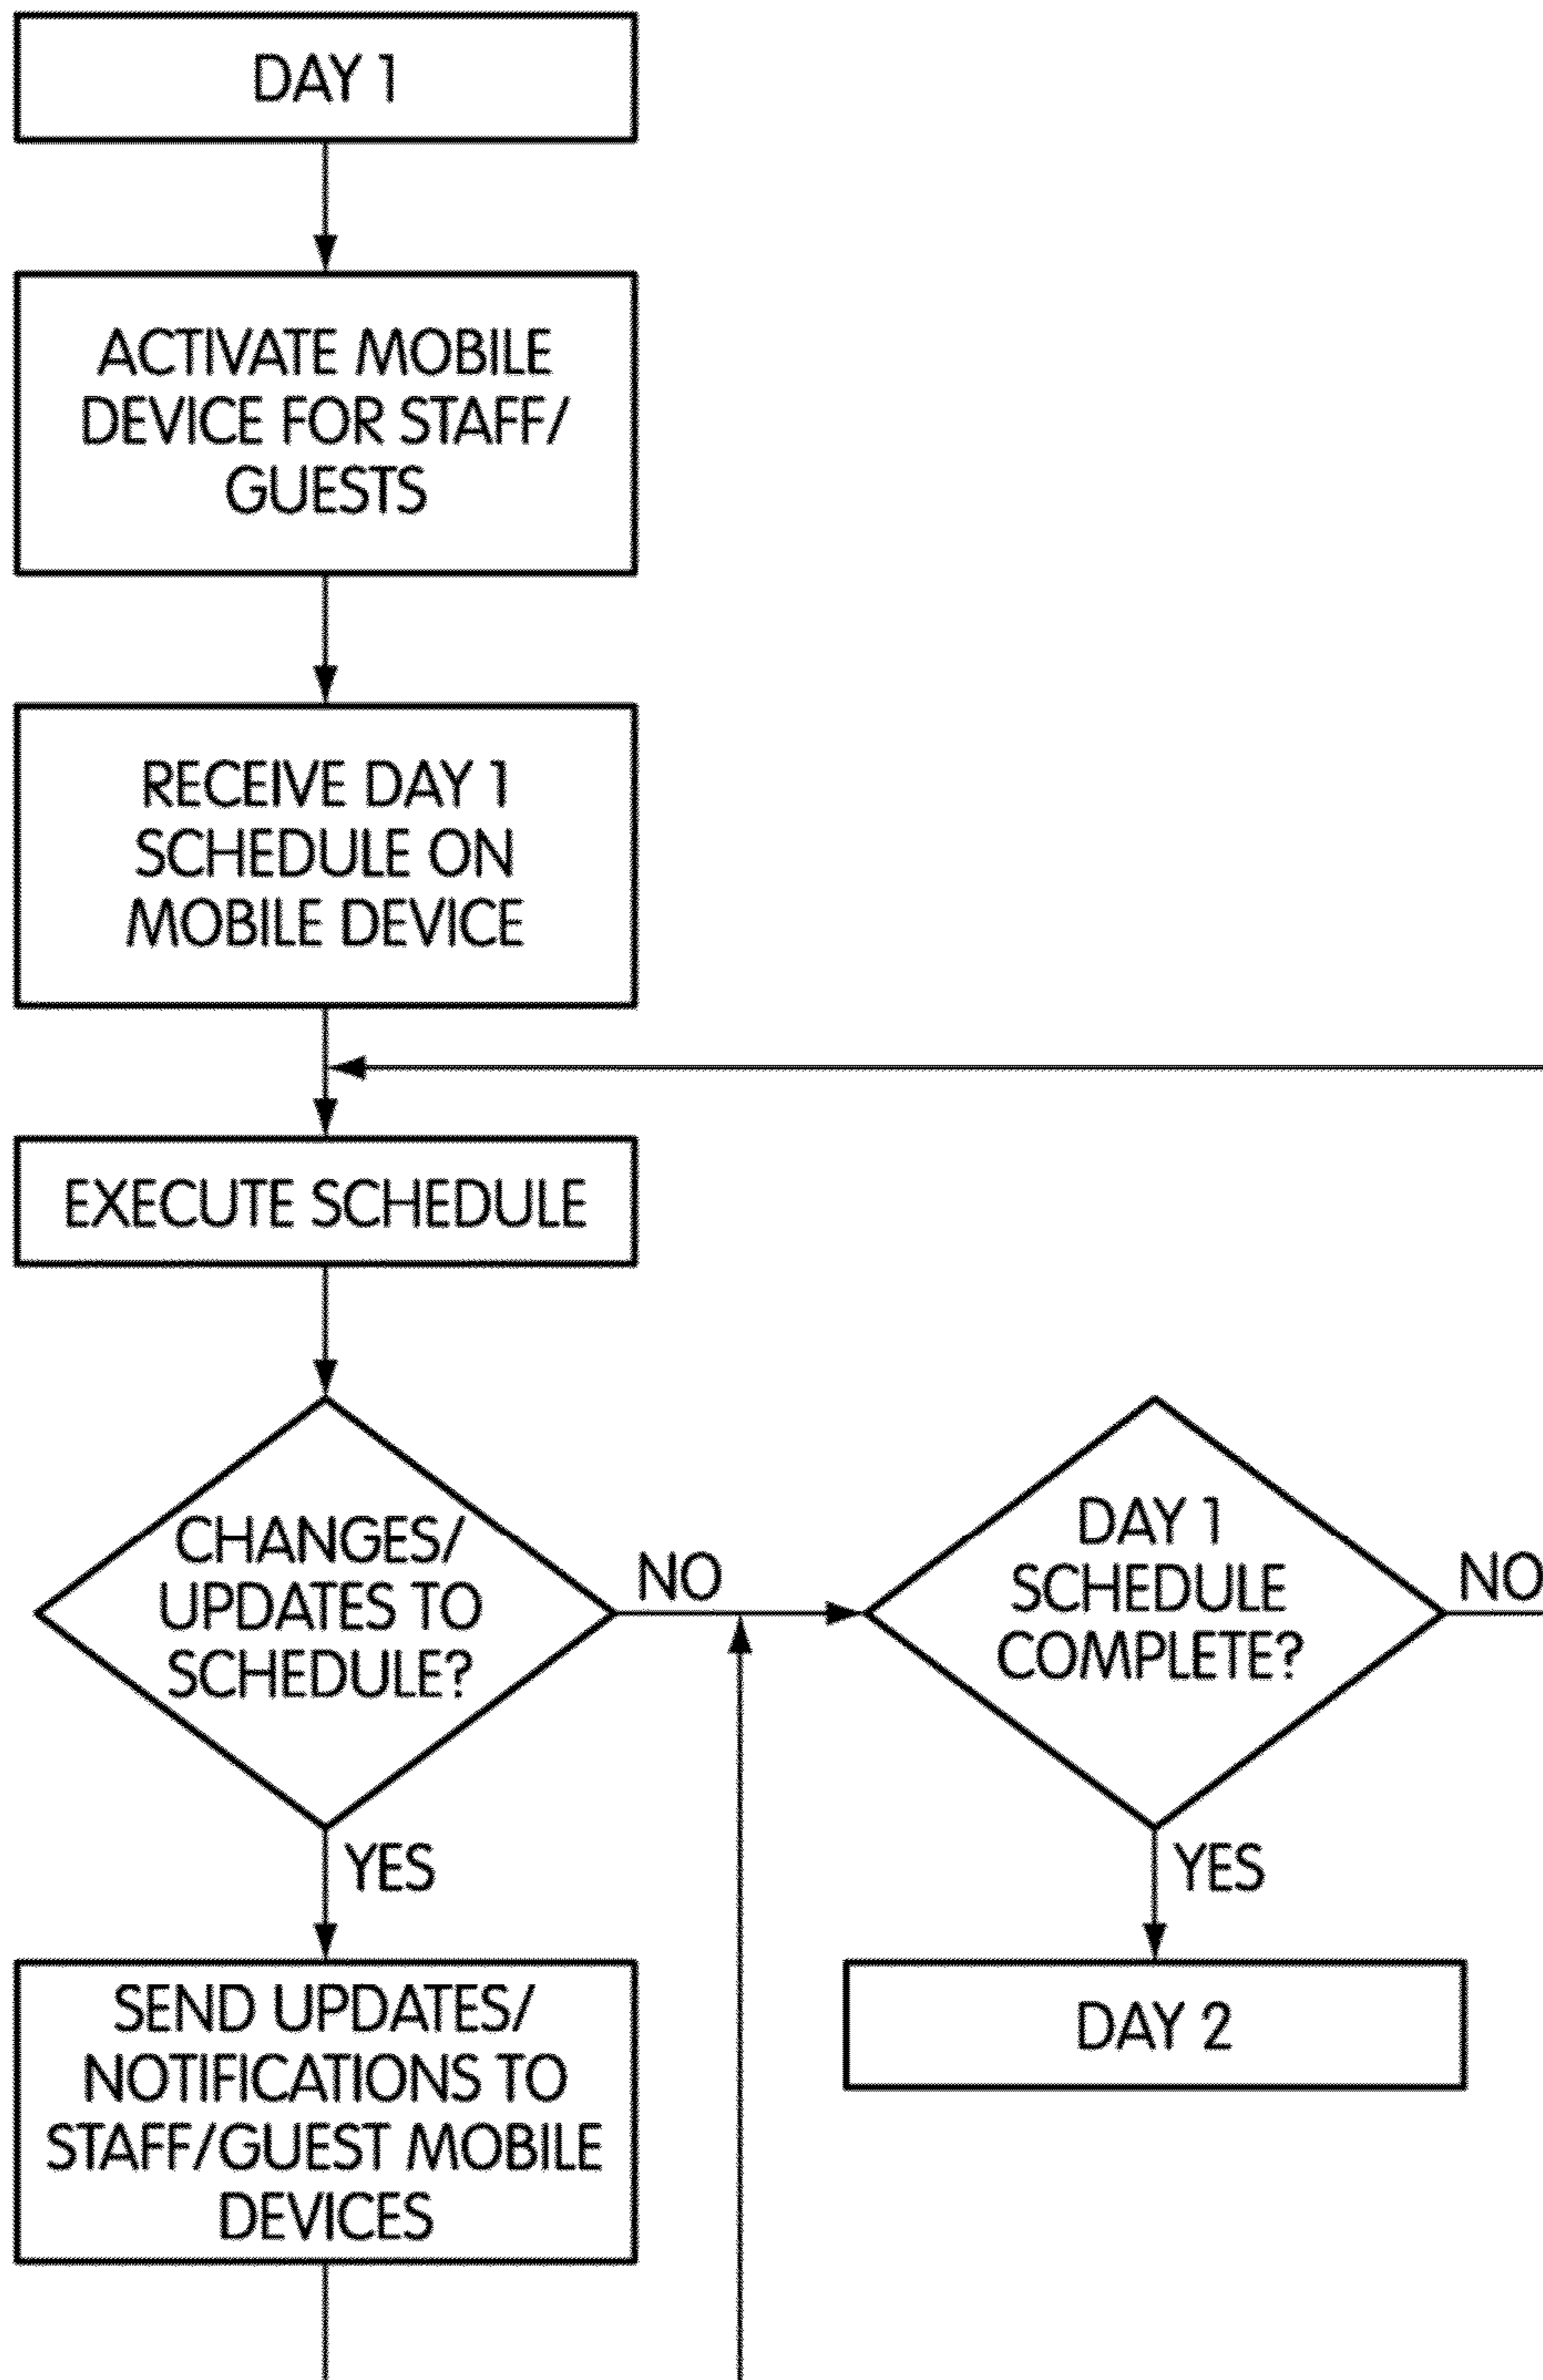 DAY 1
ACTIVATE MOBILE
DEVICE FOR STAFF/
GUESTS
RECEIVE DAY 1
SCHEDULE ON
MOBILE DEVICE
EXECUTE SCHEDULE
CHANGES/
UPDATES TO
SCHEDULE?
NO
DAY 1
SCHEDULE
COMPLETE?
NO
YES
YES
SEND UPDATES/
NOTIFICATIONS TO
STAFF/GUEST MOBILE
DEVICES
DAY 2